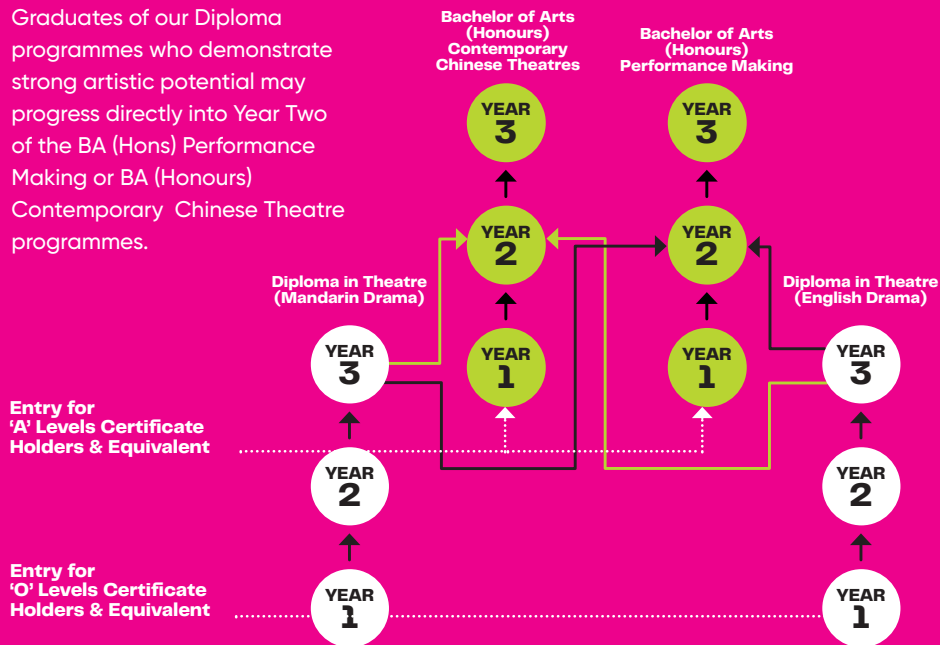 Graduates of our Diploma
programmes who demonstrate
strong artistic potential may
progress directly into Year Two
of the BA (Hons) Performance
Making or BA (Honours)
Contemporary Chinese Theatre
programmes.
Bachelor of Arts
(Honours)
Contemporary
Chinese Theatres
Bachelor of Arts
(Honours)
Performance Making
YEAR
3
YEAR
3
YEAR
2
YEAR
2
Diploma in Theatre
(Mandarin Drama)
Diploma in Theatre
(English Drama)
YEAR
3
YEAR
1
YEAR
1
YEAR
3
Entry for
‘A’ Levels Certificate
Holders & Equivalent
YEAR
2
YEAR
2
Entry for
‘O’ Levels Certificate
Holders & Equivalent
YEAR
1
YEAR
1